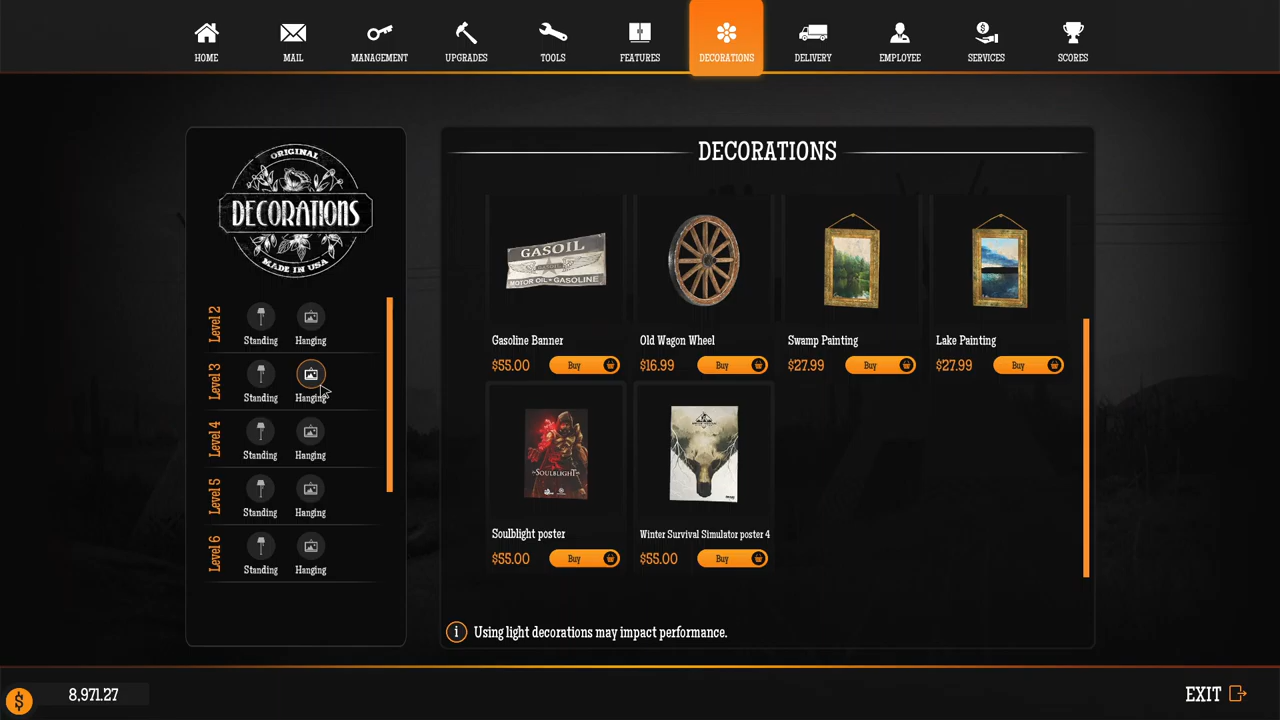 HOME MAIL MANAGEMENT UPGRADES TOOLS FEATURES DECORATIONS DELIVERY EMPLOYEE SERVICES SCORES
ORIGINAL
DECORATIONS
MADE IN USA
Level 2
Standing Hanging
Level 3
Standing Hanging
Level 4
Standing Hanging
Level 5
Standing Hanging
Level 6
Standing Hanging
DECORATIONS
GASOIL
MOTOR OIL GASOLINE
Gasoline Banner Old Wagon Wheel Swamp Painting Lake Painting
$55.00 Buy $16.99 Buy $27.99 Buy $27.99 Buy
SOULBLIGHT
Soulblight poster Winter Survival Simulator poster 4
$55.00 Buy $55.00 Buy
i Using light decorations may impact performance.
$ 8,971.27
EXIT